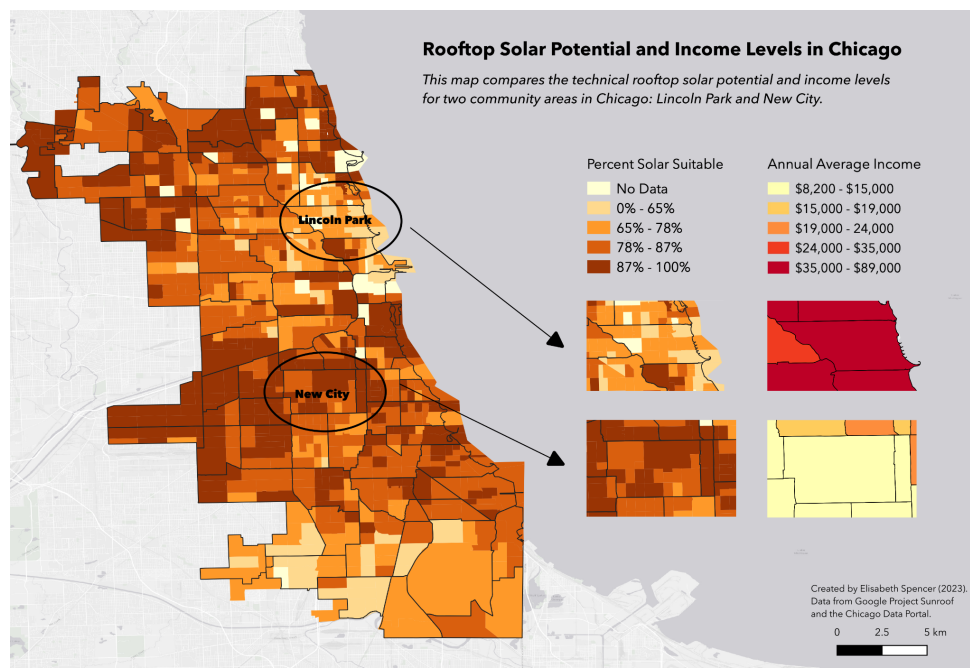 Rooftop Solar Potential and Income Levels in Chicago
This map compares the technical rooftop solar potential and income levels
for two community areas in Chicago: Lincoln Park and New City.
Percent Solar Suitable
No Data
0% - 65%
65% - 78%
78% - 87%
87% - 100%
Annual Average Income
$8,200 - $15,000
$15,000 - $19,000
$19,000 - 24,000
$24,000 - $35,000
$35,000 - $89,000
Lincoln Park
New City
Created by Elisabeth Spencer (2023).
Data from Google Project Sunroof
and the Chicago Data Portal.
0 2.5 5 km